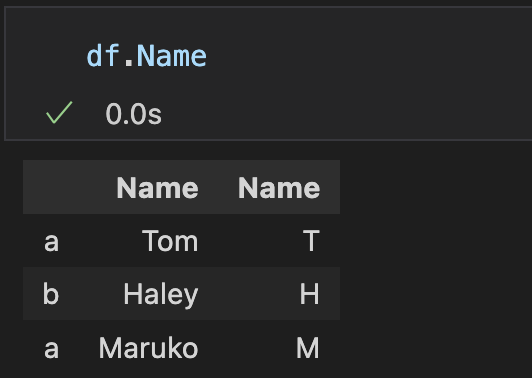 df.Name
✓ 0.0s
Name Name
a Tom T
b Haley H
a Maruko M